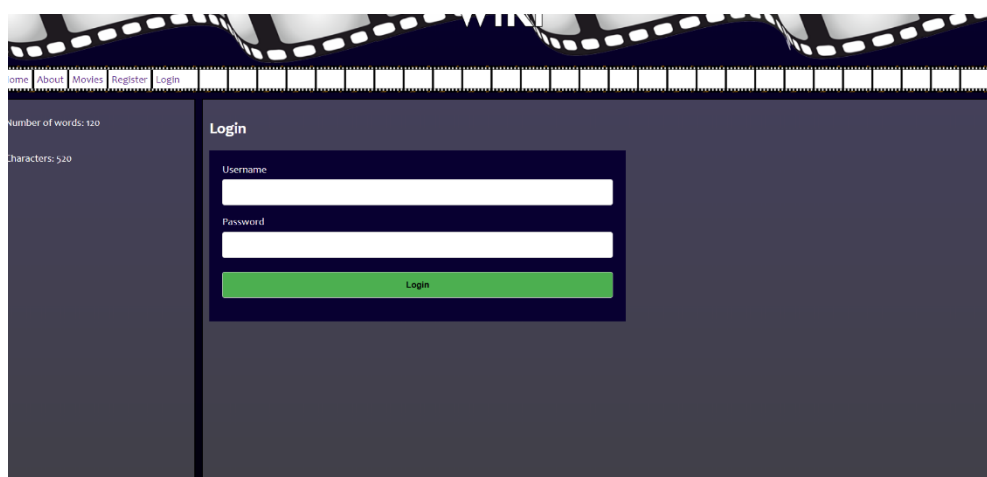 WIKI
ome About Movies Register Login
Number of words: 120
Characters: 520
Login
Username
Password
Login